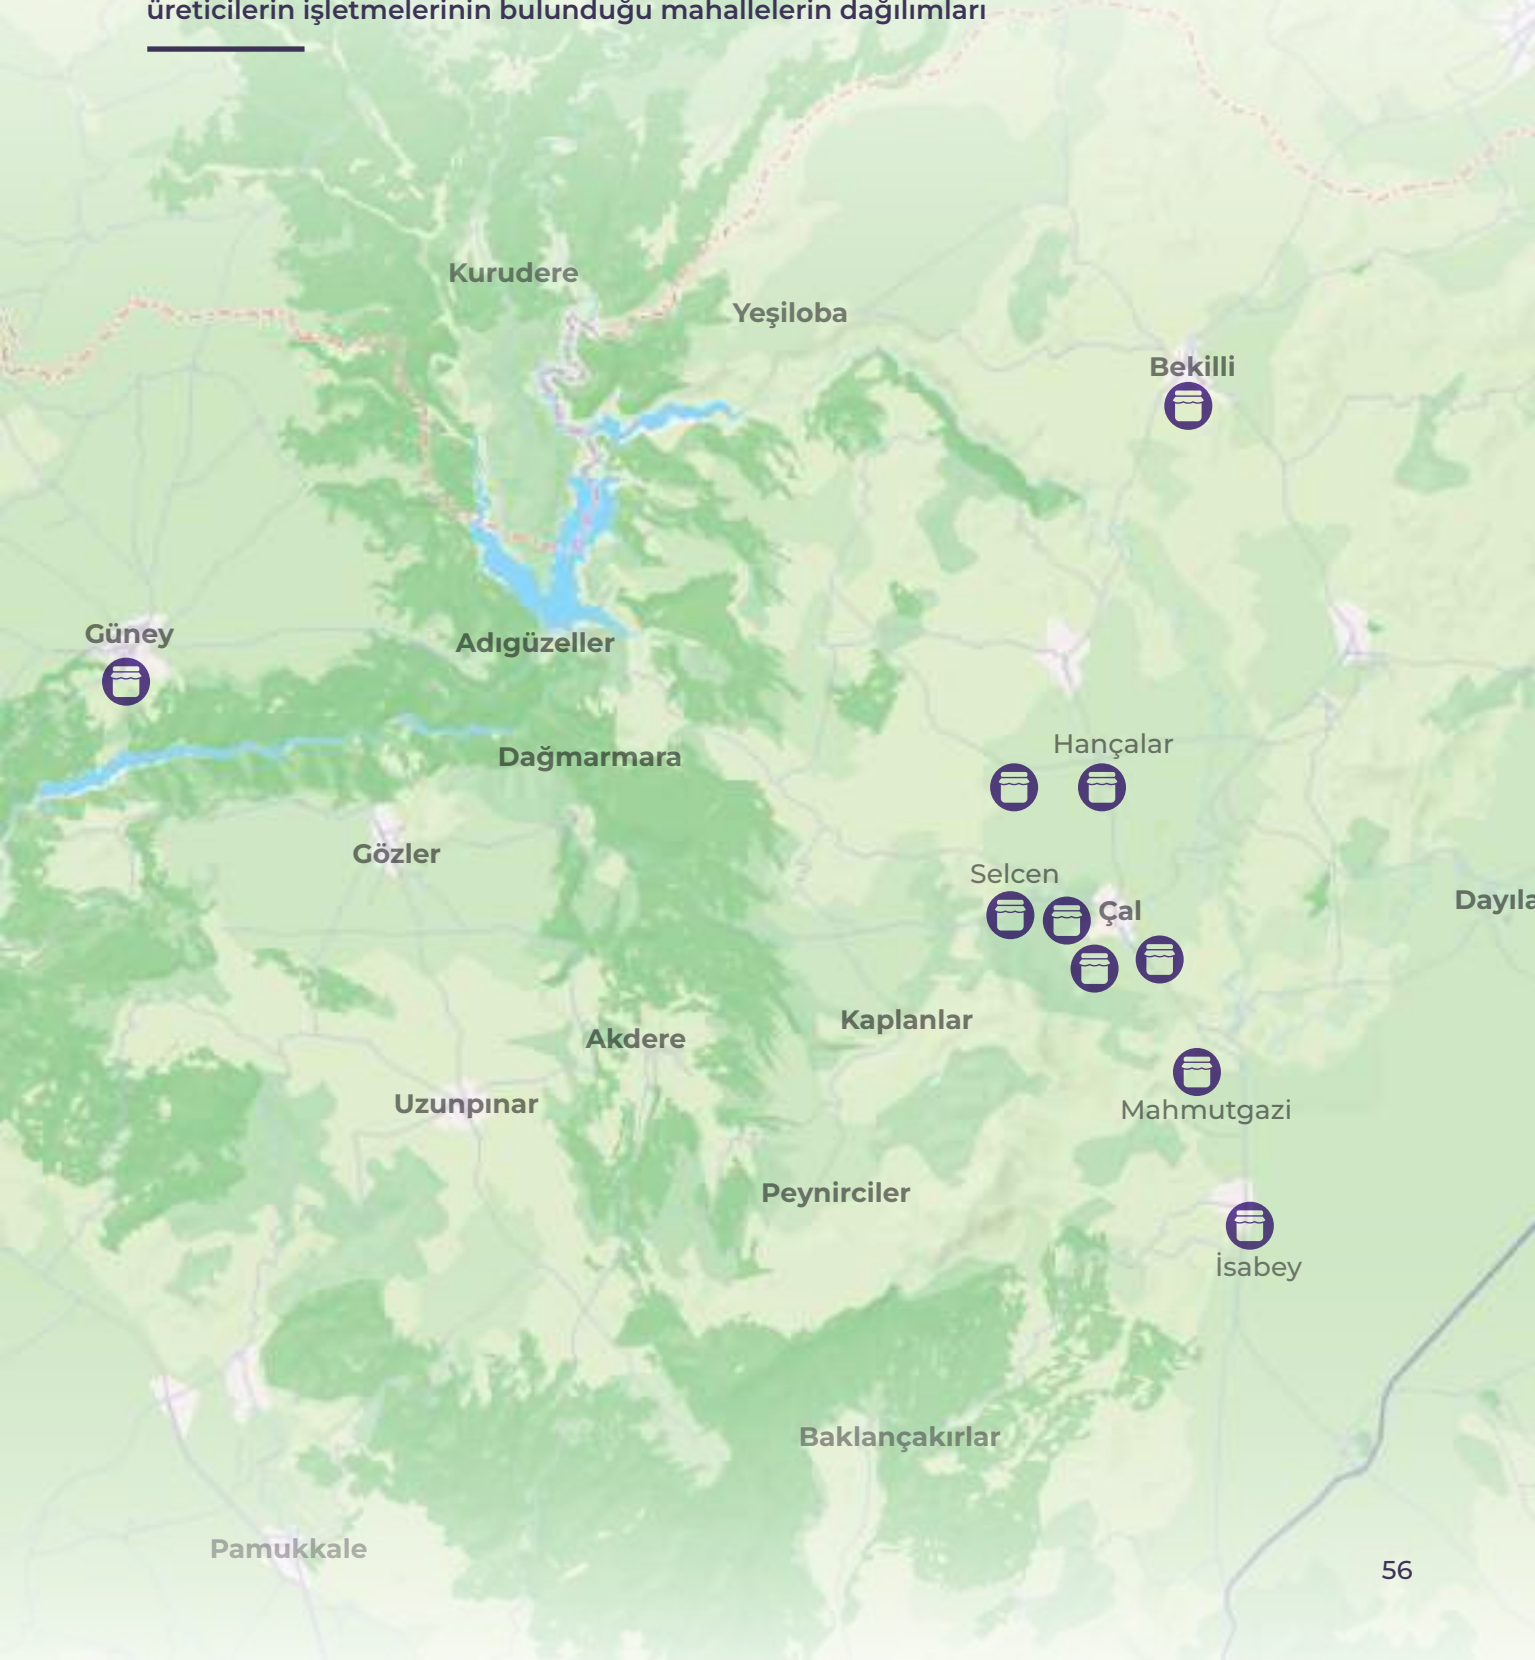 üreticilerin işletmelerinin bulunduğu mahallelerin dağılımları
Kurudere
Yeşiloba
Bekilli
Güney
Adıgüzeller
Hançalar
Dağmarmara
Gözler
Selcen
Dayıla
Çal
Kaplanlar
Akdere
Uzunpınar
Mahmutgazi
Peynirciler
İsabey
Baklançakırlar
Pamukkale
56